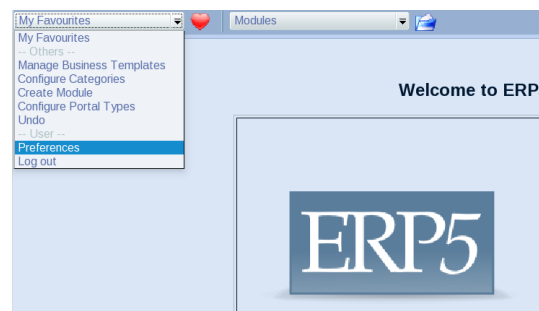 My Favourites
Modules
My Favourites
-- Others --
Manage Business Templates
Configure Categories
Create Module
Configure Portal Types
Undo
-- User --
Preferences
Log out
Welcome to ERP5
ERP5